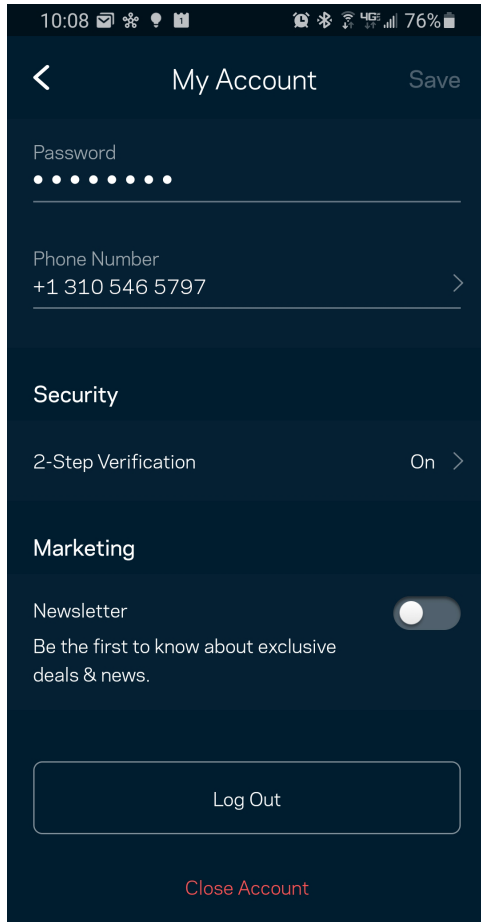 10:08 76%
My Account Save
Password
Phone Number
+1 310 546 5797
Security
2-Step Verification On
Marketing
Newsletter
Be the first to know about exclusive
deals & news.
Log Out
Close Account